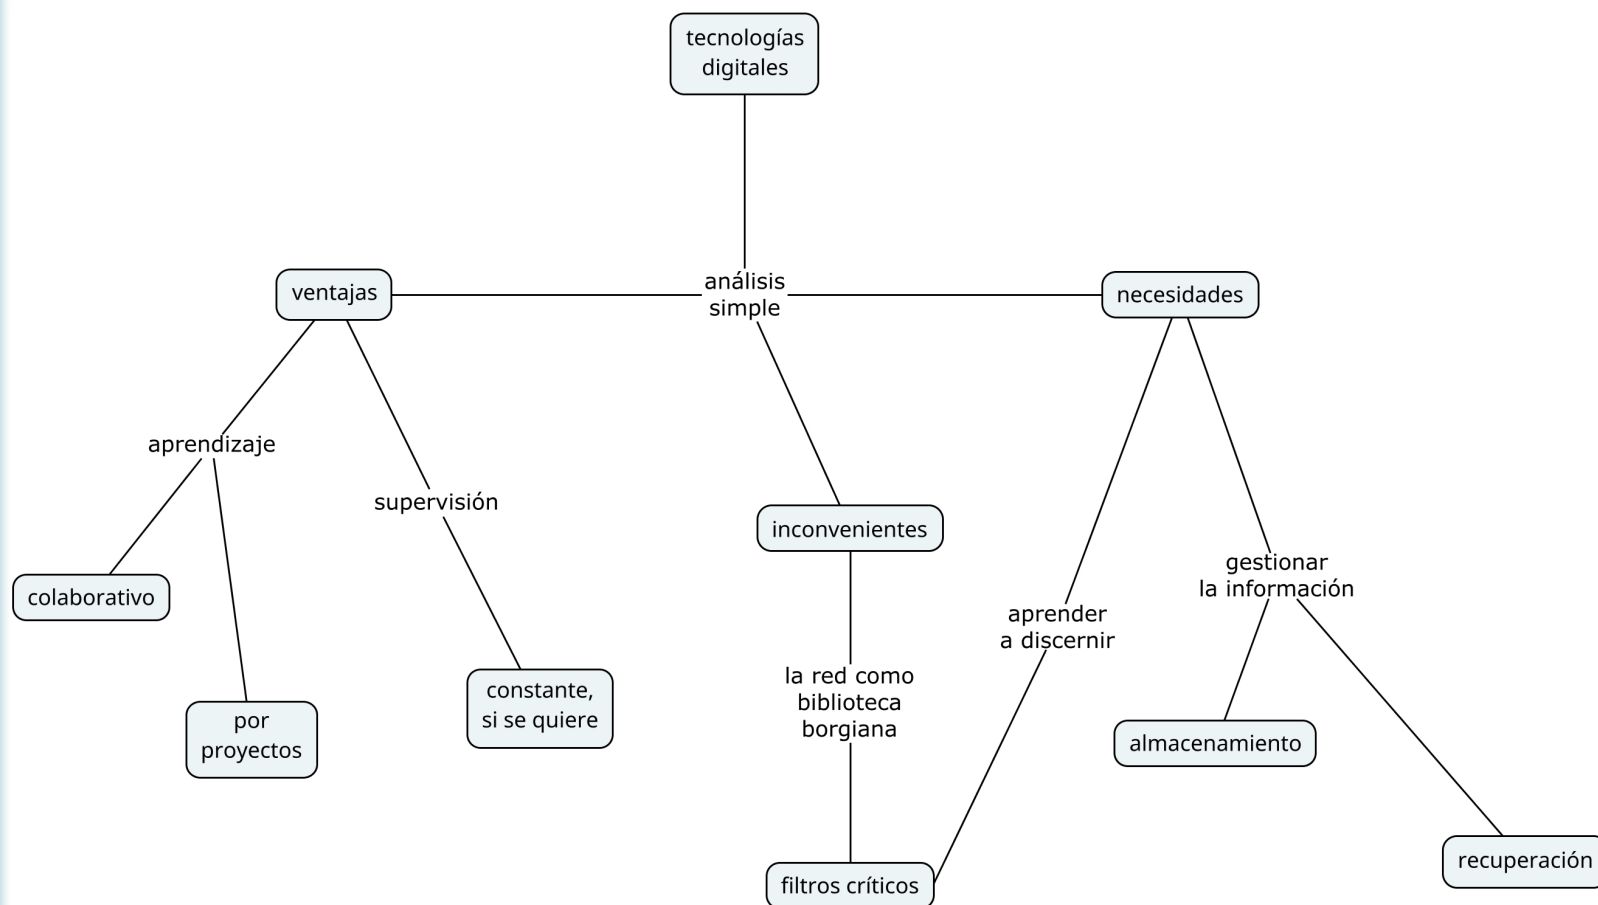 tecnologías
digitales
ventajas
análisis
simple
necesidades
aprendizaje
supervisión
inconvenientes
gestionar
la información
colaborativo
aprender
a discernir
constante,
si se quiere
la red como
biblioteca
borgiana
por
proyectos
almacenamiento
recuperación
filtros críticos